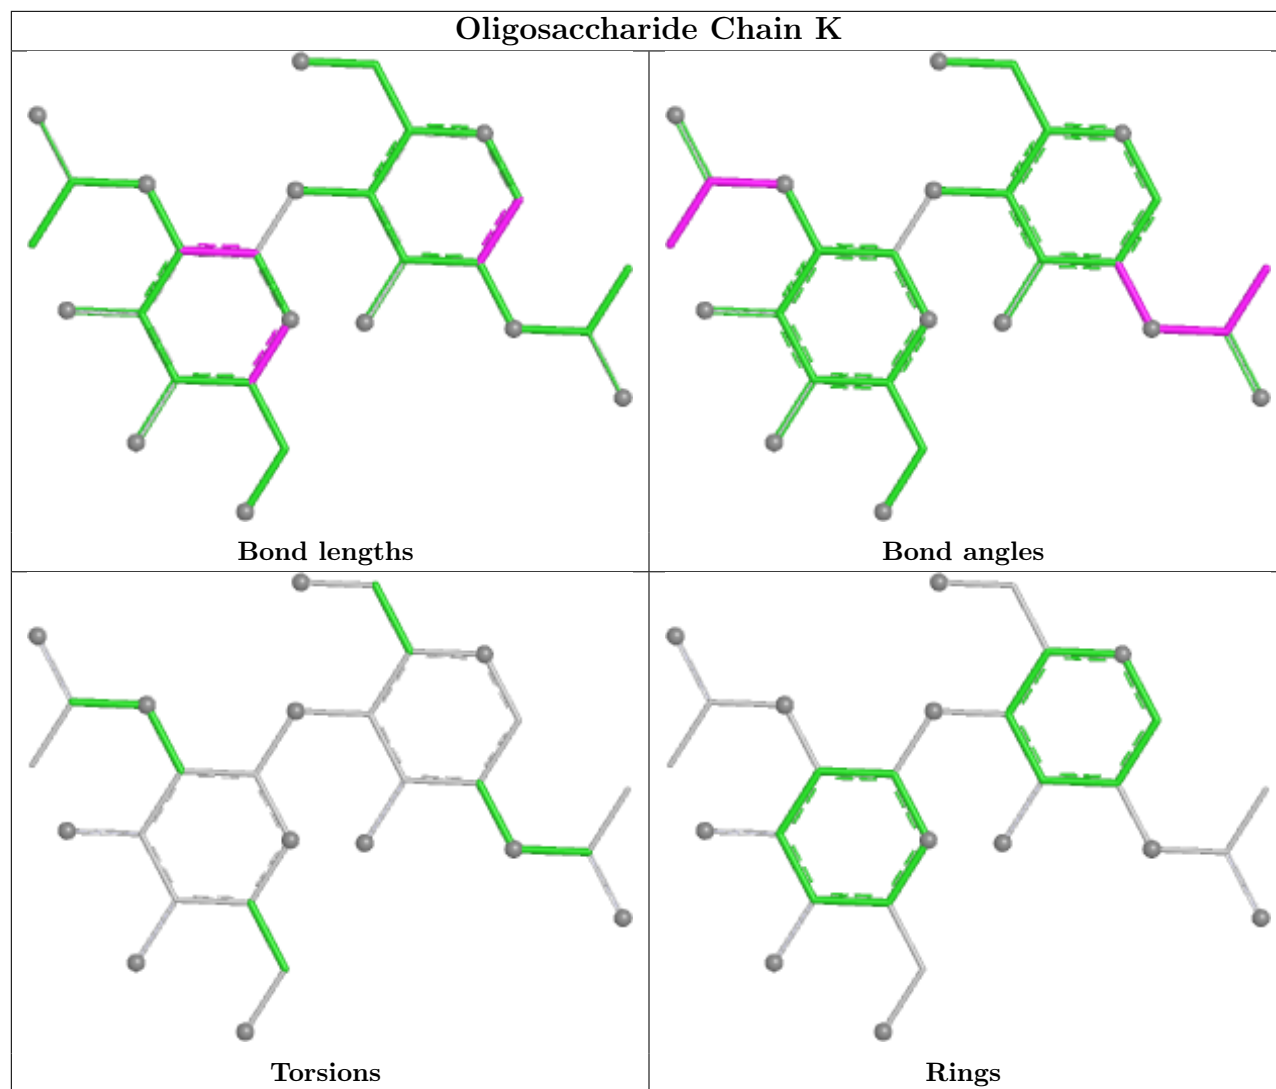 Oligosaccharide Chain K
Bond lengths
Bond angles
Torsions
Rings